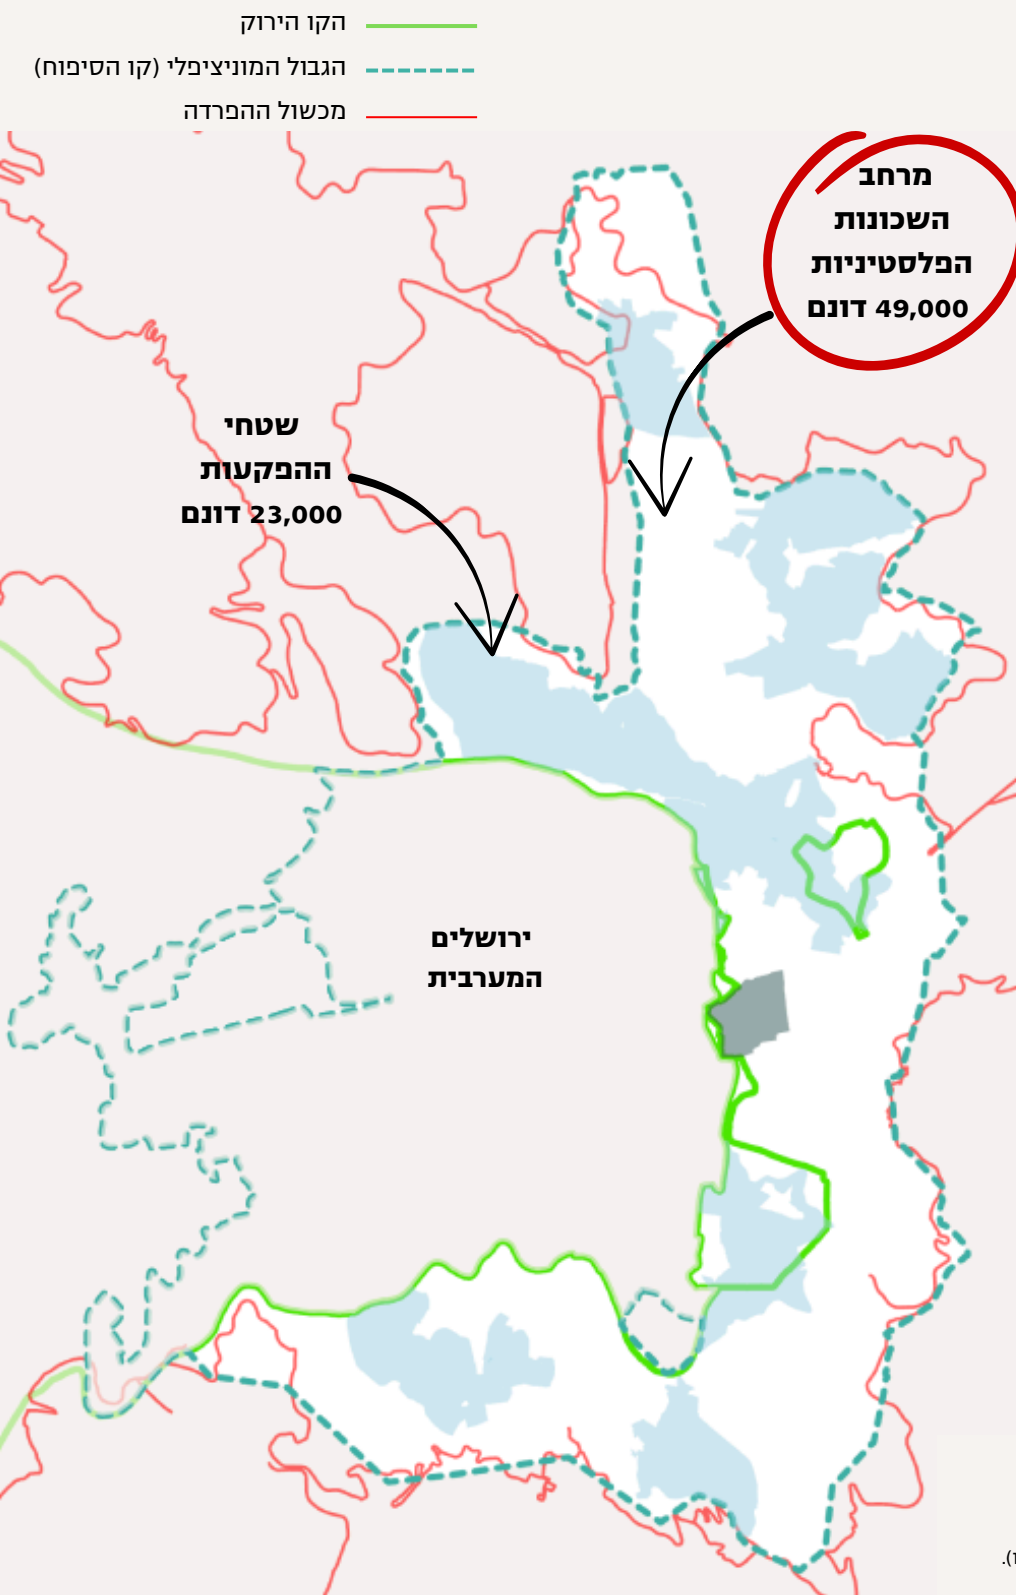 הקו הירוק
הגבול המוניציפלי (קו הסיפוח)
מכשול ההפרדה
מרחב
השכונות
הפלסטיניות
49,000 דונם
שטחי
ההפקעות
23,000 דונם
ירושלים
המערבית